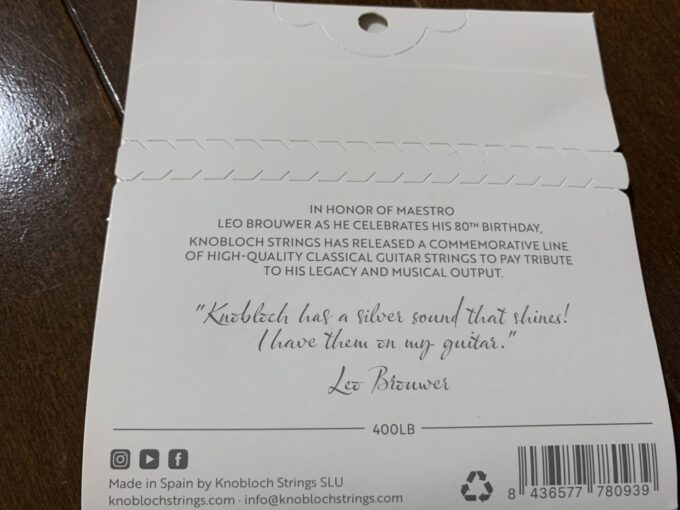 IN HONOR OF MAESTRO
LEO BROUWER AS HE CELEBRATES HIS 80TH BIRTHDAY,
KNOBLOCH STRINGS HAS RELEASED A COMMEMORATIVE LINE
OF HIGH-QUALITY CLASSICAL GUITAR STRINGS TO PAY TRIBUTE
TO HIS LEGACY AND MUSICAL OUTPUT.
"Knobloch has a silver sound that shines!
I have them on my guitar."
Leo Brouwer
400LB
Made in Spain by Knobloch Strings SLU
knoblochstrings.com · info@knoblochstrings.com
8 436577 780939